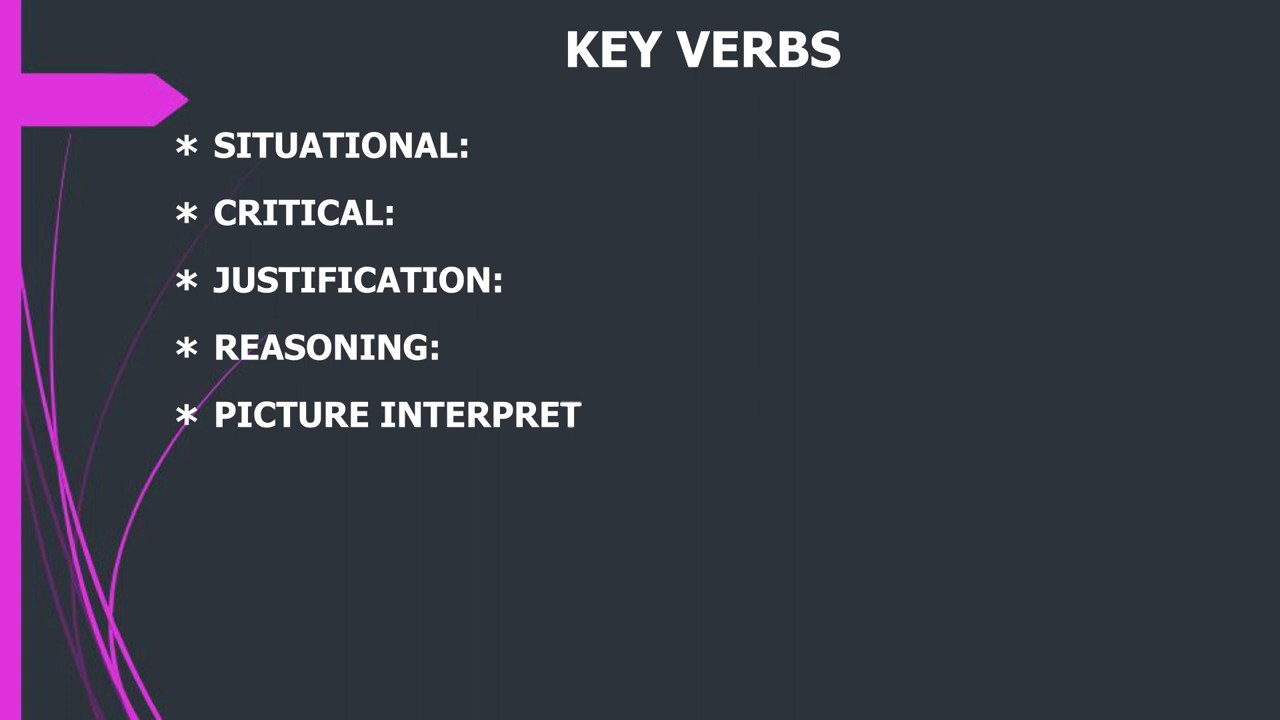 KEY VERBS
* SITUATIONAL:
* CRITICAL:
* JUSTIFICATION:
* REASONING:
* PICTURE INTERPRET